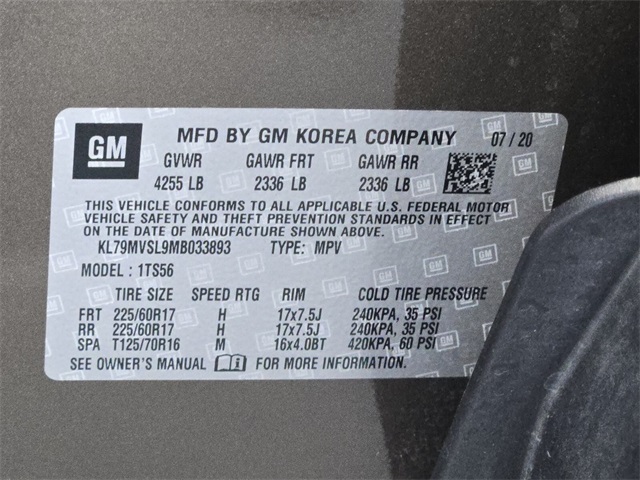 GM MFD BY GM KOREA COMPANY 07/20
GVWR GAWR FRT GAWR RR
4255 LB 2336 LB 2336 LB
THIS VEHICLE CONFORMS TO ALL APPLICABLE U.S. FEDERAL MOTOR
VEHICLE SAFETY AND THEFT PREVENTION STANDARDS IN EFFECT
ON THE DATE OF MANUFACTURE SHOWN ABOVE.
KL79MVSL9MB033893 TYPE: MPV
MODEL : 1TS56
TIRE SIZE SPEED RTG RIM COLD TIRE PRESSURE
FRT 225/60R17 H 17x7.5J 240KPA, 35 PSI
RR 225/60R17 H 17x7.5J 240KPA, 35 PSI
SPA T125/70R16 M 16x4.0BT 420KPA, 60 PSI
SEE OWNER'S MANUAL FOR MORE INFORMATION.